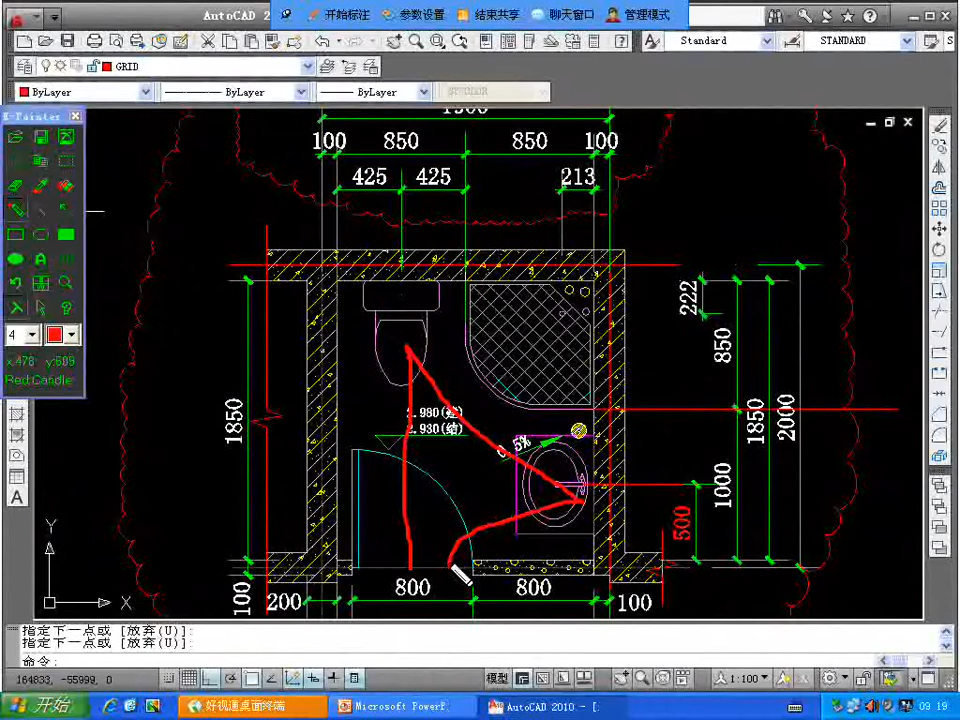 AutoCAD 2
开始标注
参数设置
结束共享
聊天窗口
管理模式
Standard
STANDARD
S
GRID
ByLayer
ByLayer
ByLayer
BYCOLOR
K-Painter
4
x:478 y:509
Red:Candle
100 850 850 100
425 425 213
222
850
1850
1850
2000
1000
500
2.980(建)
2.930(结)
0.5%
100
200
800
800
100
Y
X
指定下一点或 [放弃(U)]:
指定下一点或 [放弃(U)]:
命令:
164833, -55999, 0
模型
1:100
开始
好视通桌面终端
Microsoft PowerP...
AutoCAD 2010 - [
09:19